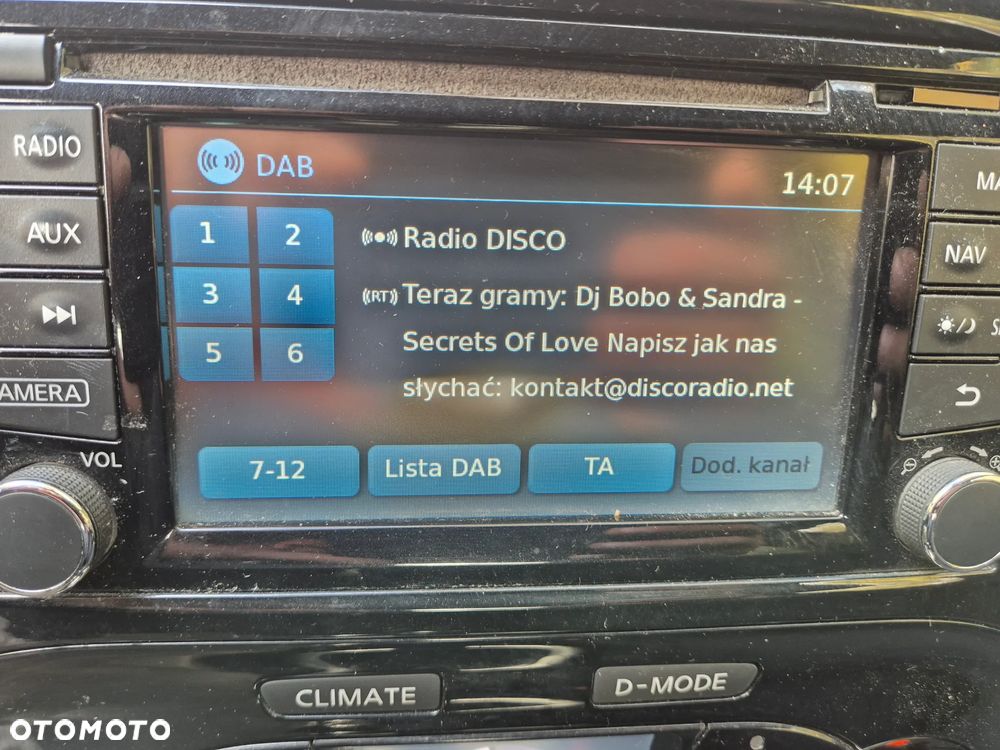 RADIO
AUX
CAMERA
VOL
DAB
14:07
1
2
3
4
5
6
Radio DISCO
(RT) Teraz gramy: Dj Bobo & Sandra -
Secrets Of Love Napisz jak nas
słychać: kontakt@discoradio.net
7-12
Lista DAB
TA
Dod. kanał
NAV
CLIMATE
D-MODE
OTOMOTO